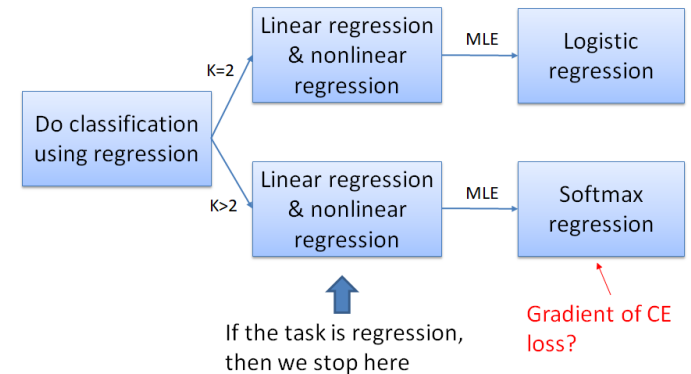 Do classification
using regression
K=2
Linear regression
& nonlinear
regression
MLE
Logistic
regression
K>2
Linear regression
& nonlinear
regression
MLE
Softmax
regression
If the task is regression,
then we stop here
Gradient of CE
loss?